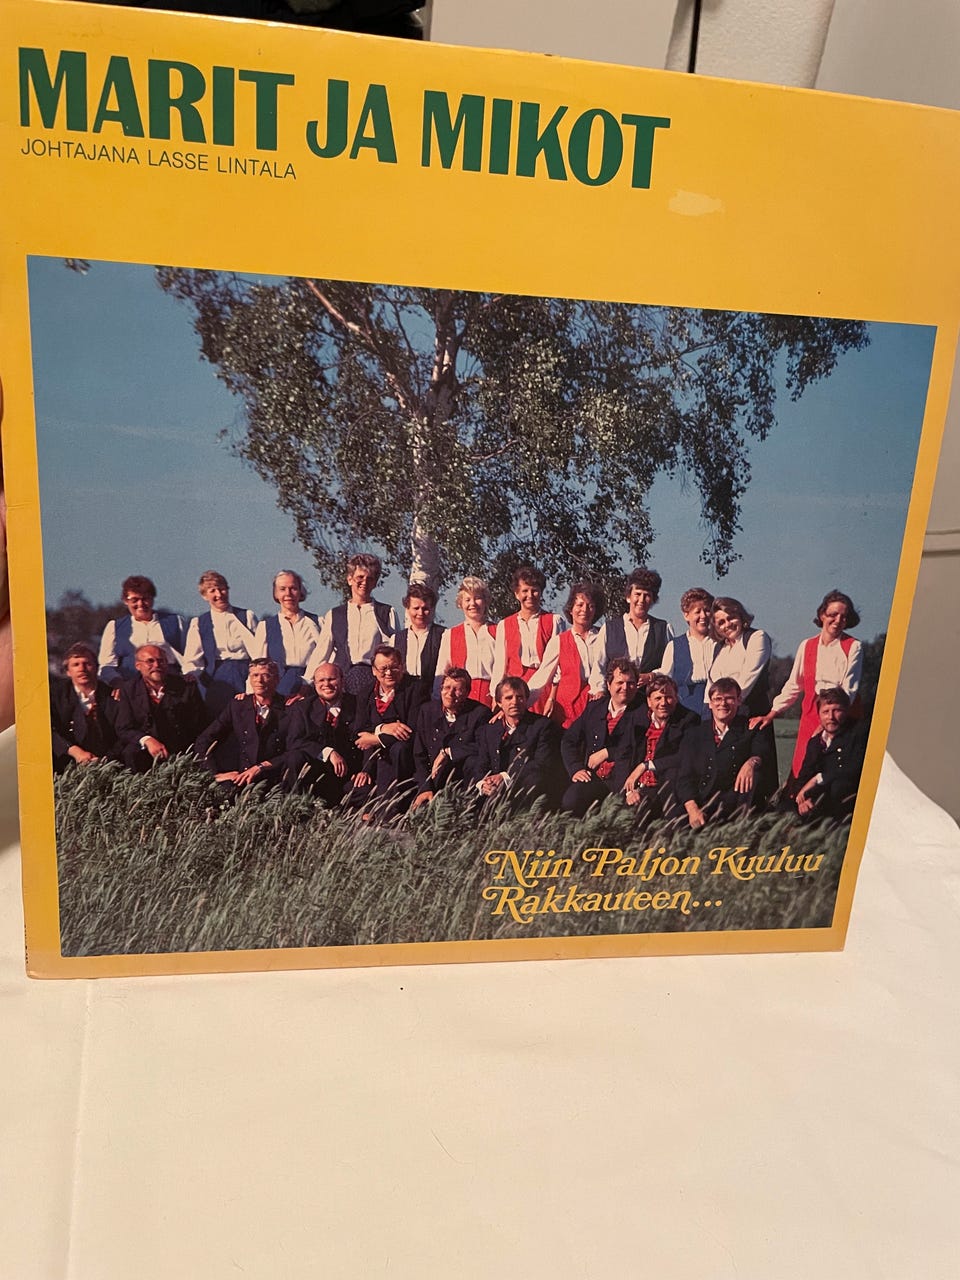 MARIT JA MIKOT
JOHTAJANA LASSE LINTALA
Niin Paljon Kuuluu
Rakkauteen...